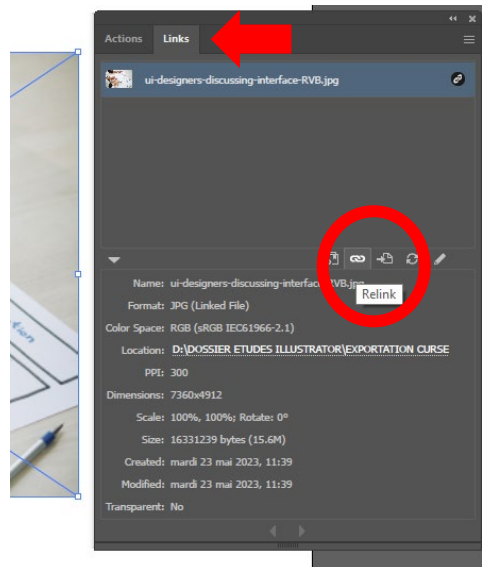 Actions Links
ui-designers-discussing-interface-RVB.jpg
Name: ui-designers-discussing-interface-RVB.jpg
Relink
Format: JPG (Linked File)
Color Space: RGB (sRGB IEC61966-2.1)
Location: D:\DOSSIER ETUDES ILLUSTRATOR\EXPORTATION CURSE
PPI: 300
Dimensions: 7360x4912
Scale: 100%, 100%; Rotate: 0°
Size: 16331239 bytes (15.6M)
Created: mardi 23 mai 2023, 11:39
Modified: mardi 23 mai 2023, 11:39
Transparent: No